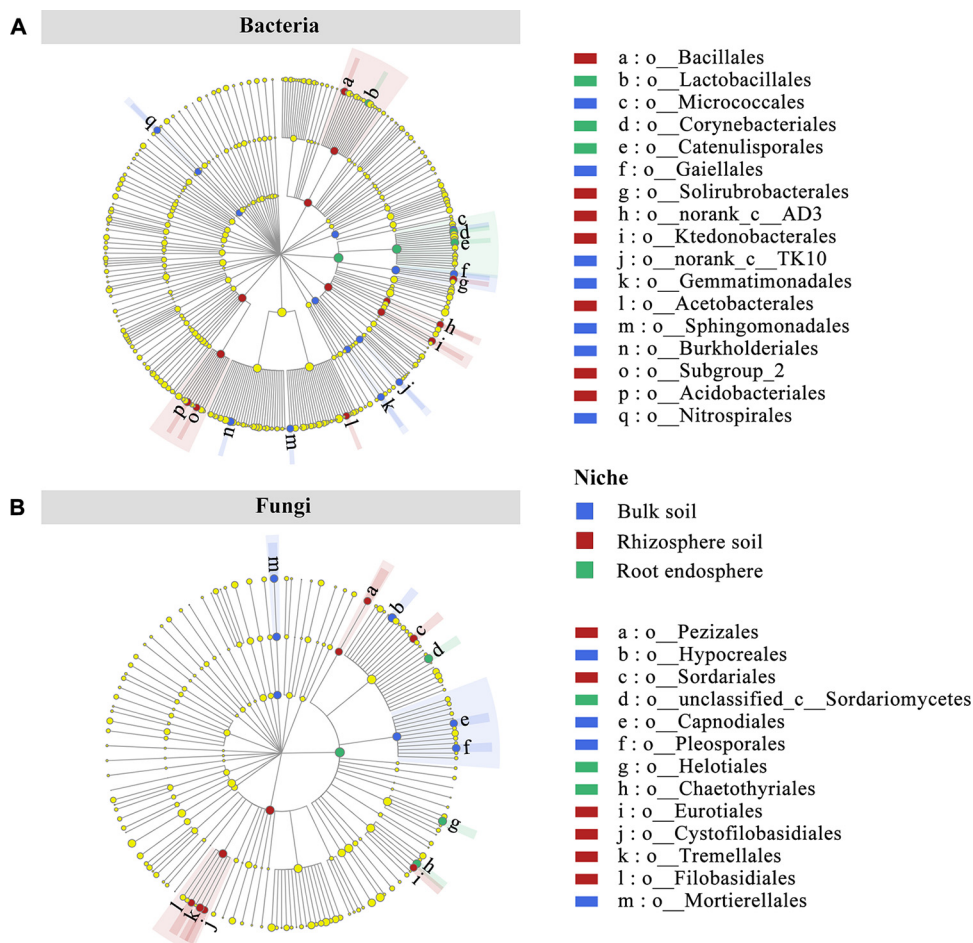 A
Bacteria
a
b
q
c
d
e
f
g
h
i
j
k
l
m
n
o
p
a : o__Bacillales
b : o__Lactobacillales
c : o__Micrococcales
d : o__Corynebacteriales
e : o__Catenulisporales
f : o__Gaiellales
g : o__Solirubrobacterales
h : o__norank_c__AD3
i : o__Ktedonobacterales
j : o__norank_c__TK10
k : o__Gemmatimonadales
l : o__Acetobacterales
m : o__Sphingomonadales
n : o__Burkholderiales
o : o__Subgroup_2
p : o__Acidobacteriales
q : o__Nitrospirales
Niche
Bulk soil
Rhizosphere soil
Root endosphere
B
Fungi
m
a
b
c
d
e
f
g
h
i
j
k
l
a : o__Pezizales
b : o__Hypocreales
c : o__Sordariales
d : o__unclassified_c__Sordariomycetes
e : o__Capnodiales
f : o__Pleosporales
g : o__Helotiales
h : o__Chaetothyriales
i : o__Eurotiales
j : o__Cystofilobasidiales
k : o__Tremellales
l : o__Filobasidiales
m : o__Mortierellales